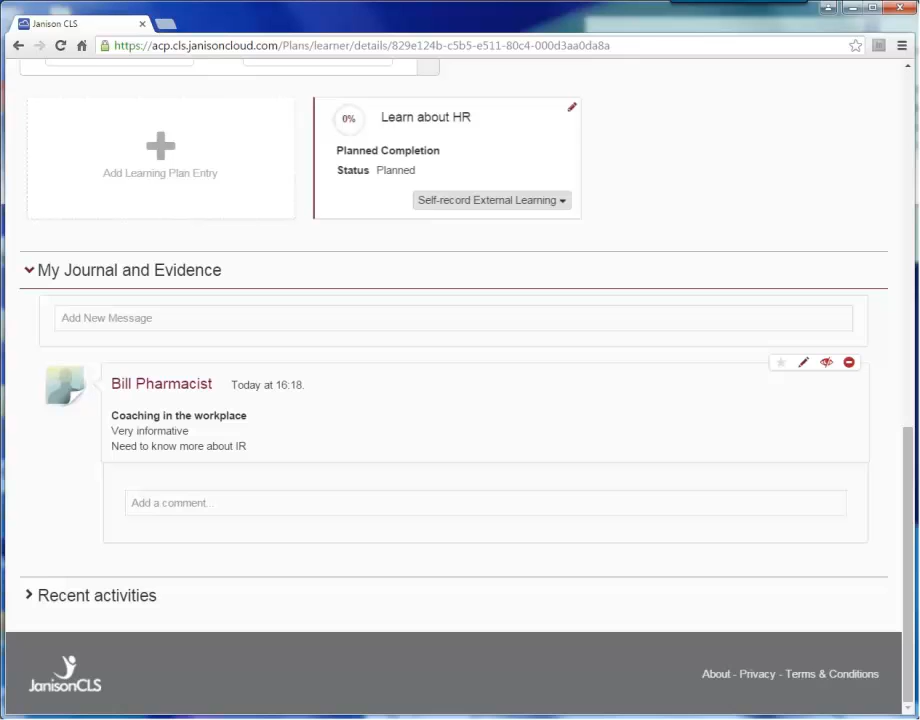 Janison CLS
https://acp.cls.janisoncloud.com/Plans/learner/details/829e124b-c5b5-e511-80c4-000d3aa0da8a
Add Learning Plan Entry
0%
Learn about HR
Planned Completion
Status Planned
Self-record External Learning
My Journal and Evidence
Add New Message
Bill Pharmacist Today at 16:18.
Coaching in the workplace
Very informative
Need to know more about IR
Add a comment...
Recent activities
JanisonCLS
About - Privacy - Terms & Conditions